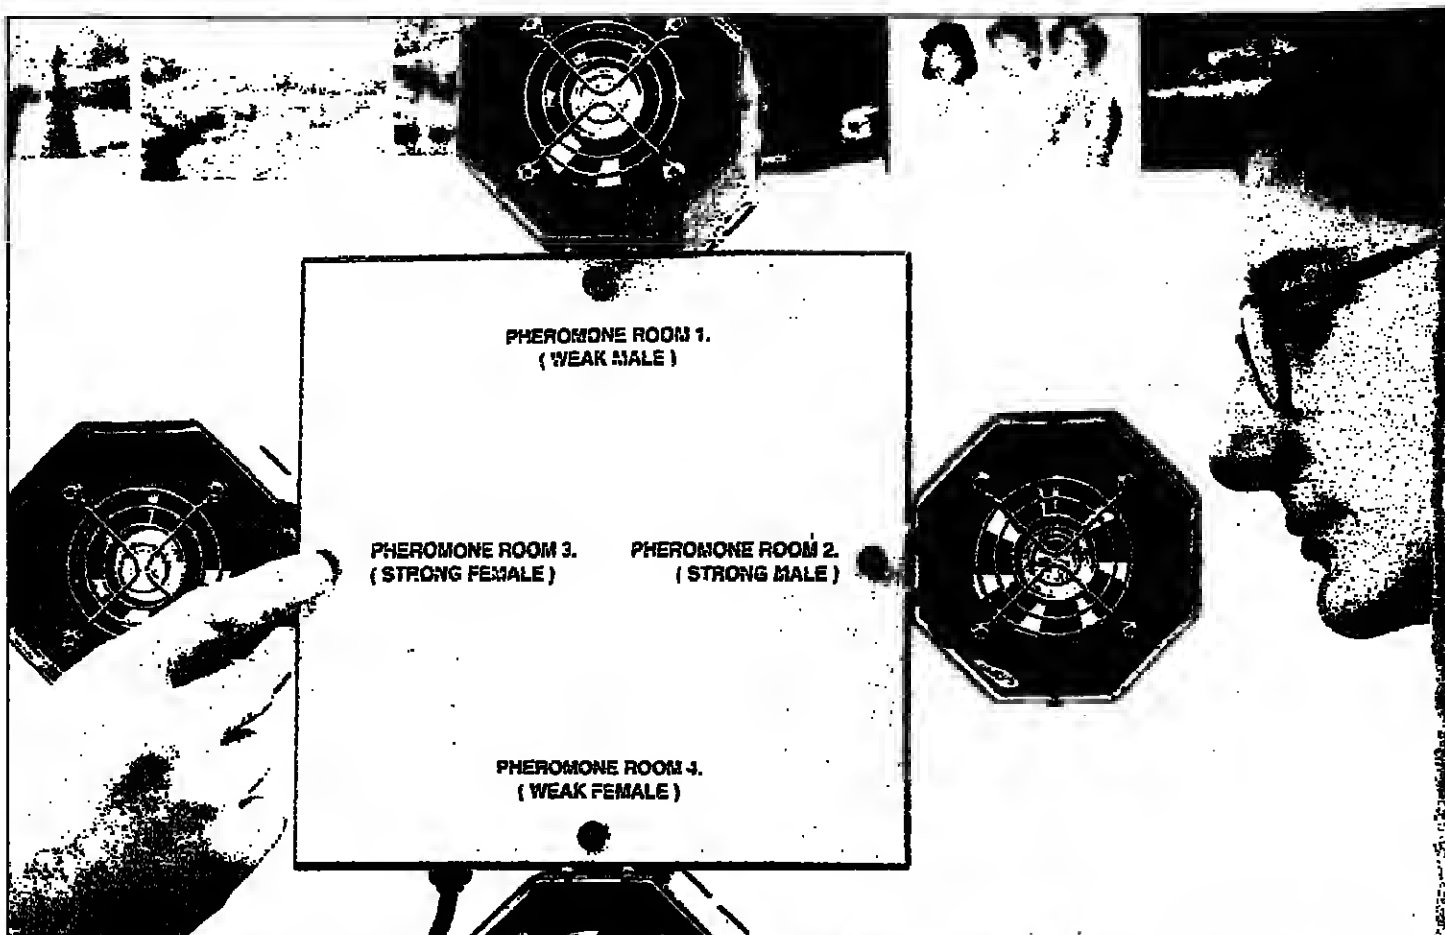 PHEROMONE ROOM 1.
( WEAK MALE )
PHEROMONE ROOM 3.
( STRONG FEMALE )
PHEROMONE ROOM 2.
( STRONG MALE )
PHEROMONE ROOM 4.
( WEAK FEMALE )